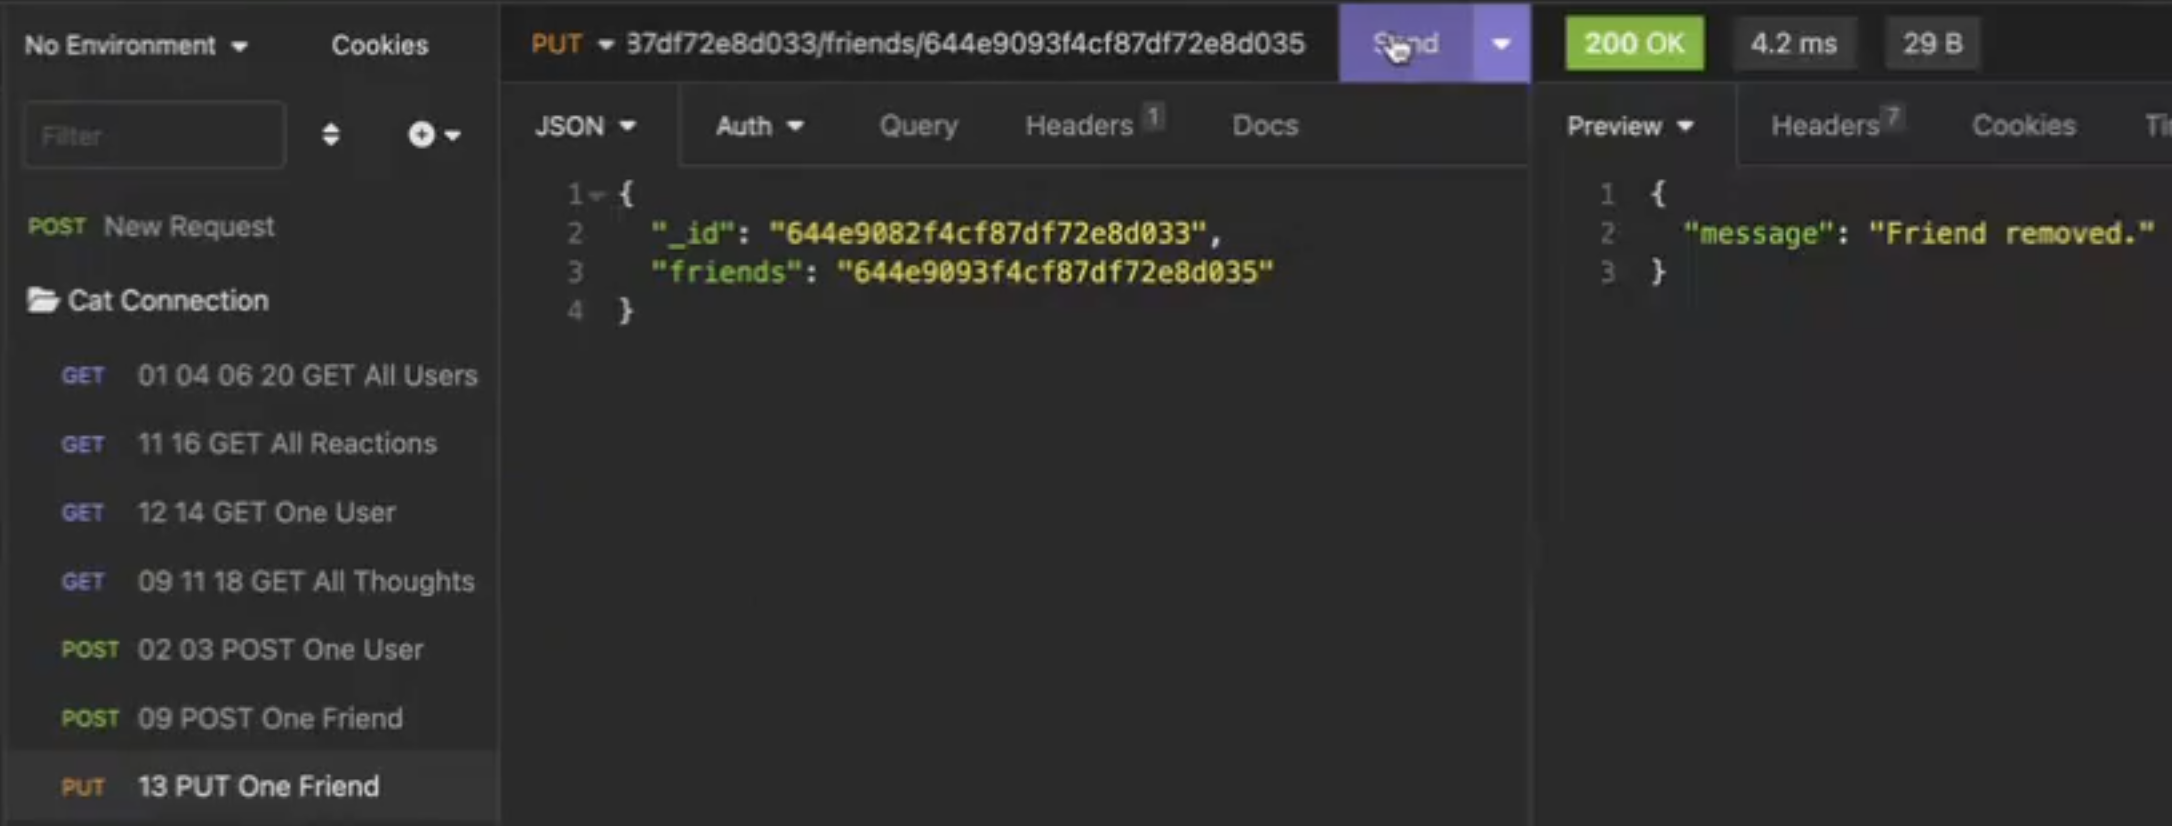 No Environment Cookies
PUT 37df72e8d033/friends/644e9093f4cf87df72e8d035
200 OK 4.2 ms 29 B
Filter
POST New Request
Cat Connection
GET 01 04 06 20 GET All Users
GET 11 16 GET All Reactions
GET 12 14 GET One User
GET 09 11 18 GET All Thoughts
POST 02 03 POST One User
POST 09 POST One Friend
PUT 13 PUT One Friend
JSON Auth Query Headers 1 Docs
1 {
2 "_id": "644e9082f4cf87df72e8d033",
3 "friends": "644e9093f4cf87df72e8d035"
4 }
Preview Headers 7 Cookies
1 {
2 "message": "Friend removed."
3 }